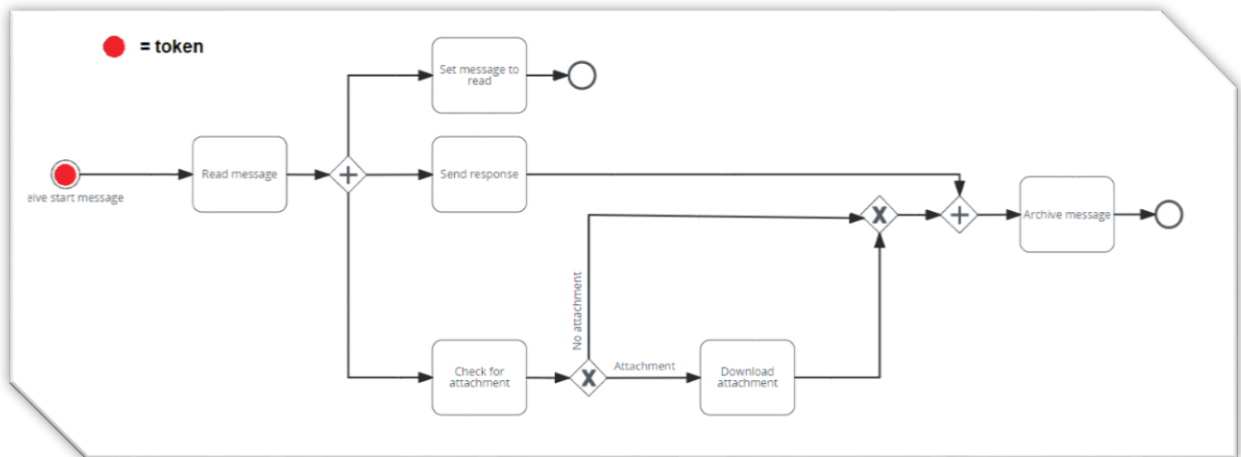 = token
Set message to
read
Read message
Send response
eive start message
Archive message
No attachment
Attachment
Check for
attachment
Download
attachment